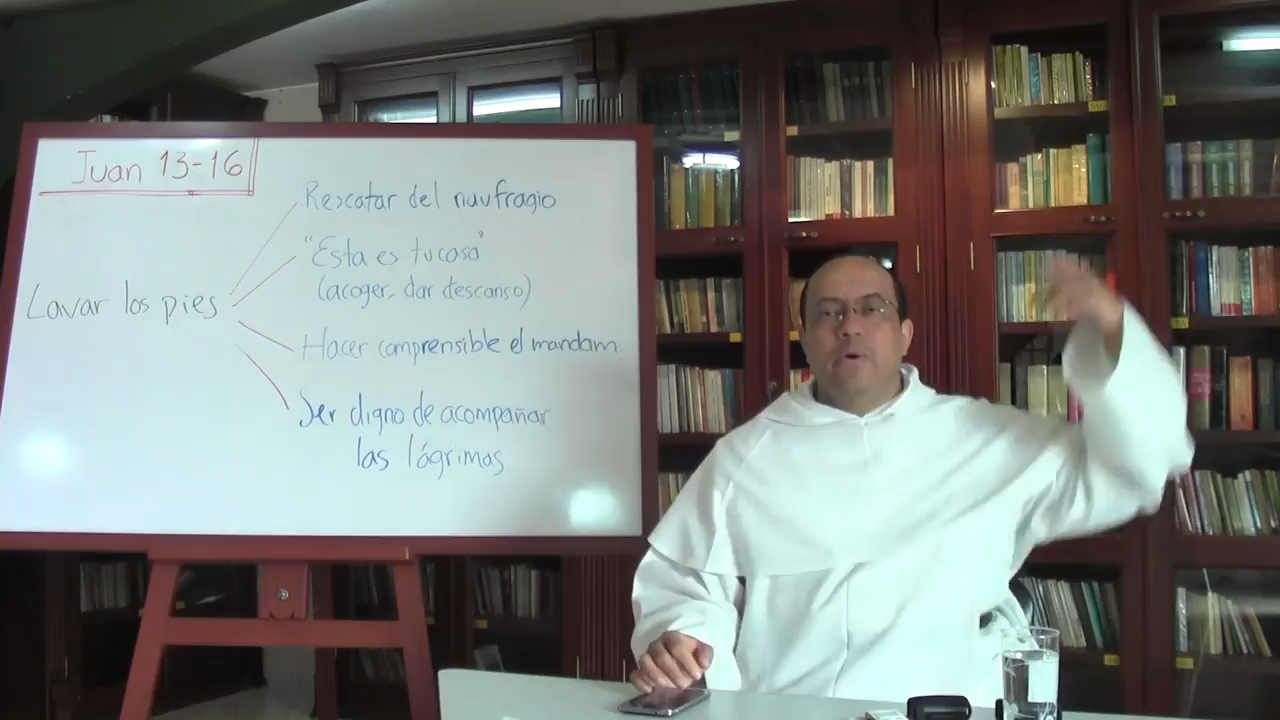 Juan 13-16
Lavar los pies
Rescatar del naufragio
"Esta es tu casa"
(acoger, dar descanso)
Hacer comprensible el mandam
Ser digno de acompañar
las lágrimas